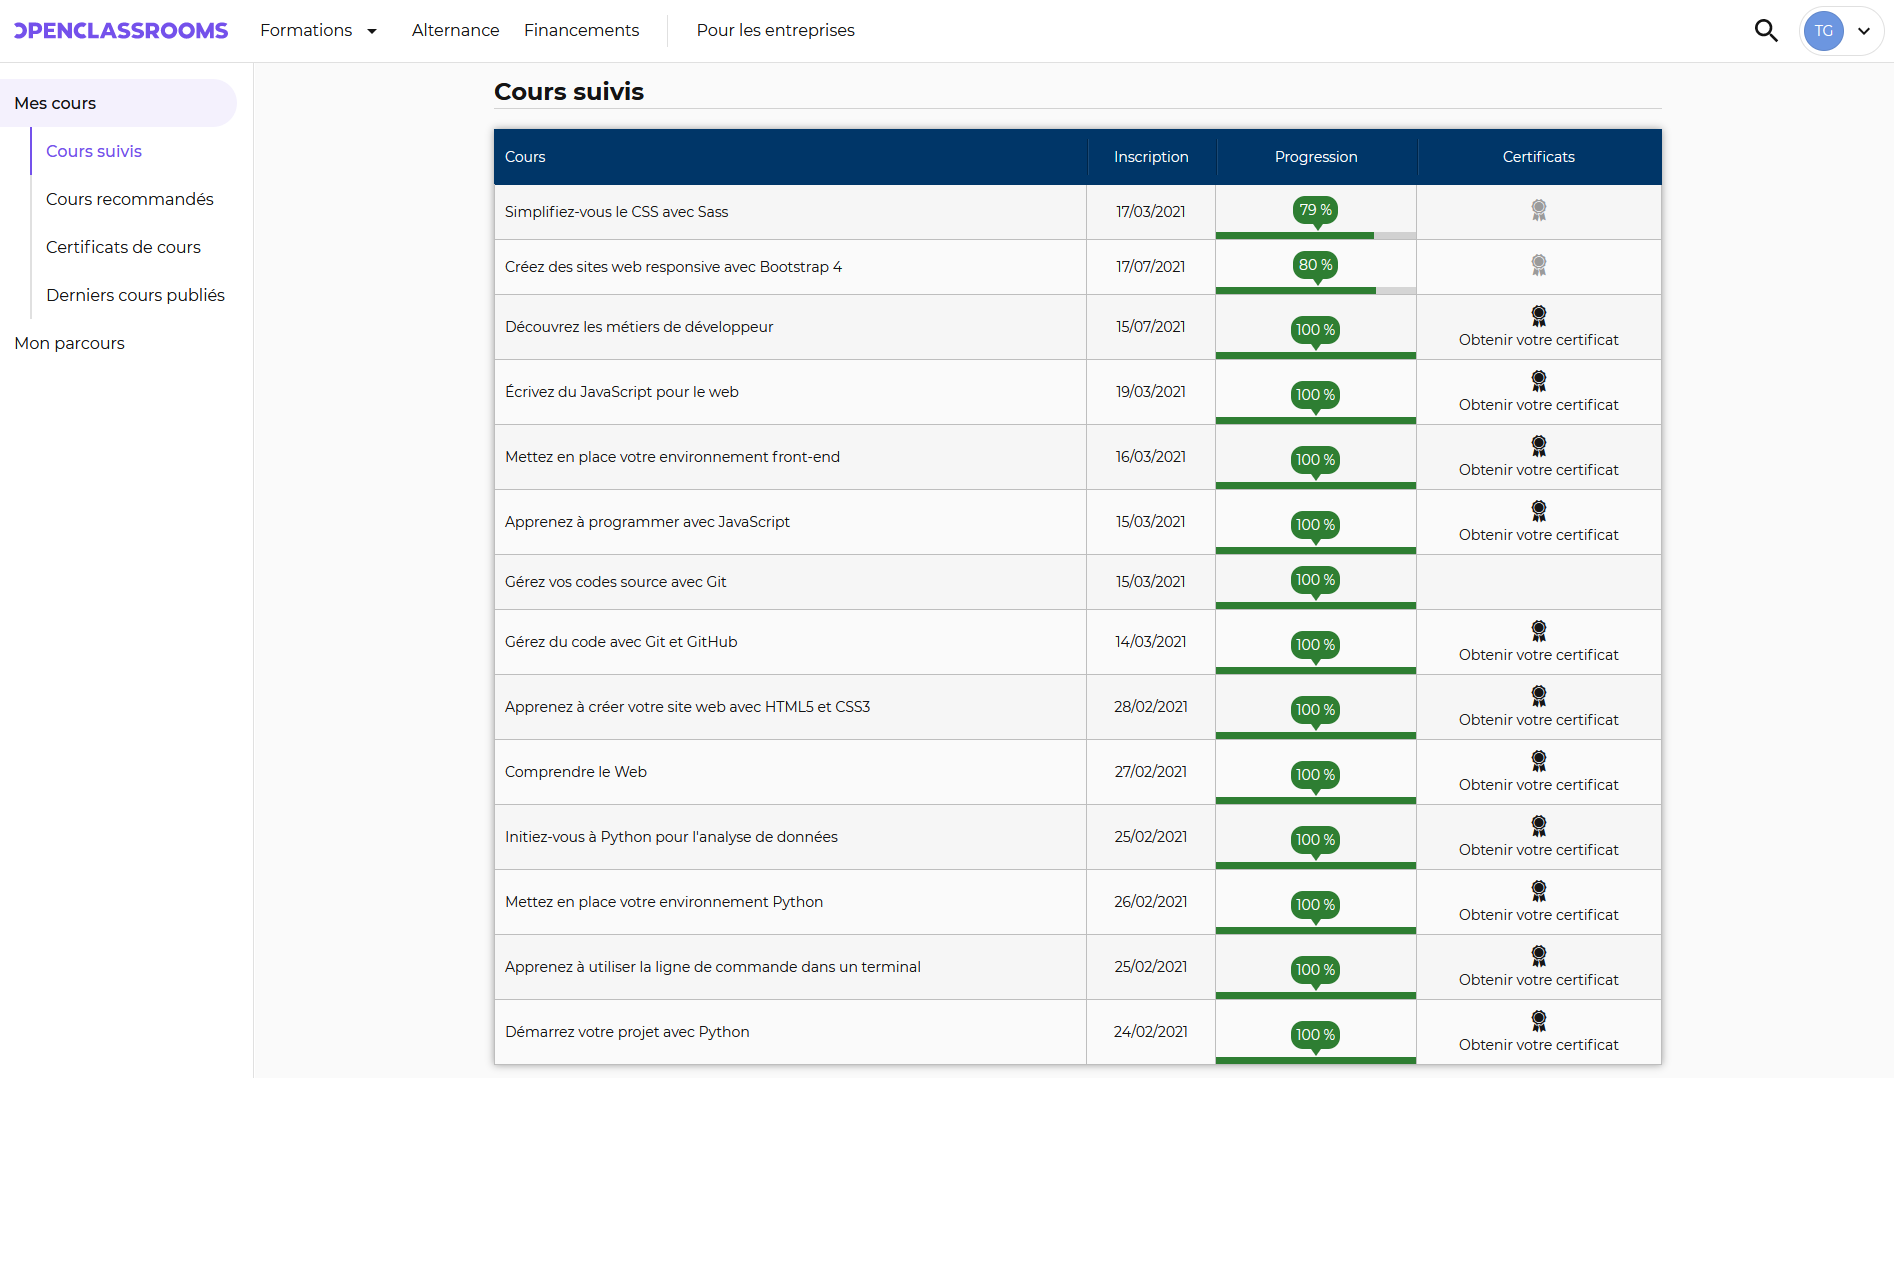 OPENCLASSROOMS Formations Alternance Financements Pour les entreprises TG
Mes cours
Cours suivis
Cours recommandés
Certificats de cours
Derniers cours publiés
Mon parcours
Cours suivis
Cours Inscription Progression Certificats
Simplifiez-vous le CSS avec Sass 17/03/2021 79 %
Créez des sites web responsive avec Bootstrap 4 17/07/2021 80 %
Découvrez les métiers de développeur 15/07/2021 100 % Obtenir votre certificat
Écrivez du JavaScript pour le web 19/03/2021 100 % Obtenir votre certificat
Mettez en place votre environnement front-end 16/03/2021 100 % Obtenir votre certificat
Apprenez à programmer avec JavaScript 15/03/2021 100 % Obtenir votre certificat
Gérez vos codes source avec Git 15/03/2021 100 %
Gérez du code avec Git et GitHub 14/03/2021 100 % Obtenir votre certificat
Apprenez à créer votre site web avec HTML5 et CSS3 28/02/2021 100 % Obtenir votre certificat
Comprendre le Web 27/02/2021 100 % Obtenir votre certificat
Initiez-vous à Python pour l'analyse de données 25/02/2021 100 % Obtenir votre certificat
Mettez en place votre environnement Python 26/02/2021 100 % Obtenir votre certificat
Apprenez à utiliser la ligne de commande dans un terminal 25/02/2021 100 % Obtenir votre certificat
Démarrez votre projet avec Python 24/02/2021 100 % Obtenir votre certificat